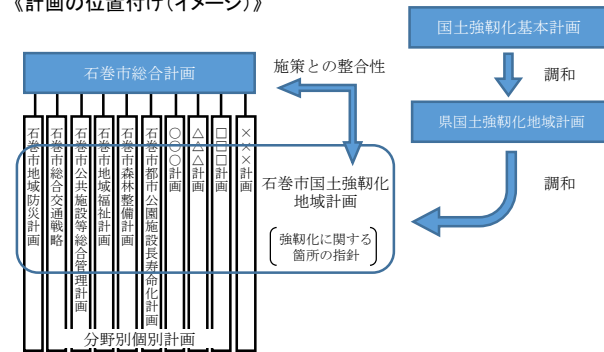 《計画の位置付け(イメージ)》
国土強靱化基本計画
石巻市総合計画
施策との整合性
調和
県国土強靱化地域計画
石巻市地域防災計画
石巻市総合交通戦略
石巻市公共施設等総合管理計画
石巻市地域福祉計画
石巻市森林整備計画
石巻市都市公園施設長寿命化計画
○○○計画
△△△計画
□□□計画
×××計画
石巻市国土強靱化
地域計画
調和
強靱化に関する
箇所の指針
分野別個別計画